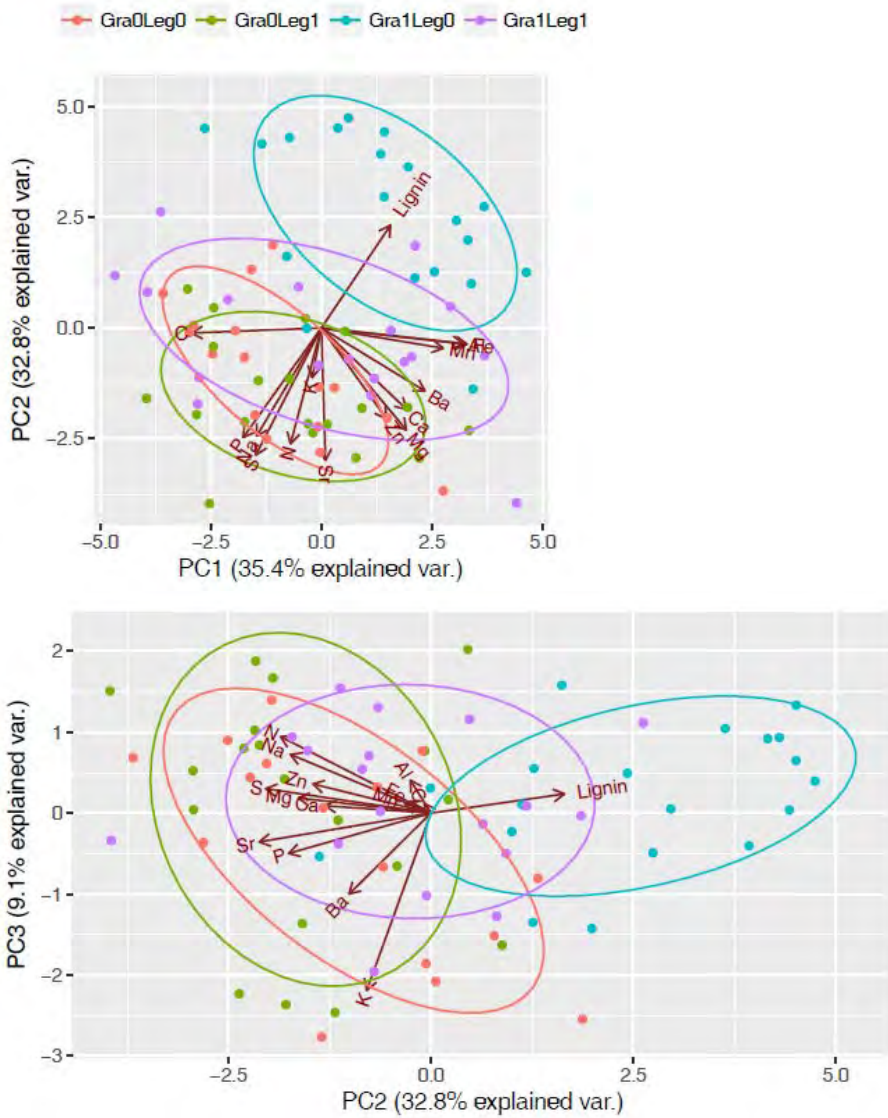 Gra0Leg0 Gra0Leg1 Gra1Leg0 Gra1Leg1
5.0
2.5
0.0
−2.5
PC2 (32.8% explained var.)
Lignin
C
Fe
Mn
Ba
Ca
Zn
Mg
K
P
Na
S
N
Sr
−5.0 −2.5 0.0 2.5 5.0
PC1 (35.4% explained var.)
2
1
0
−1
−2
−3
PC3 (9.1% explained var.)
N
Na
Al
Zn
Fe
C
S
Mg
Ca
Mn
Lignin
Sr
P
Ba
K
−2.5 0.0 2.5 5.0
PC2 (32.8% explained var.)